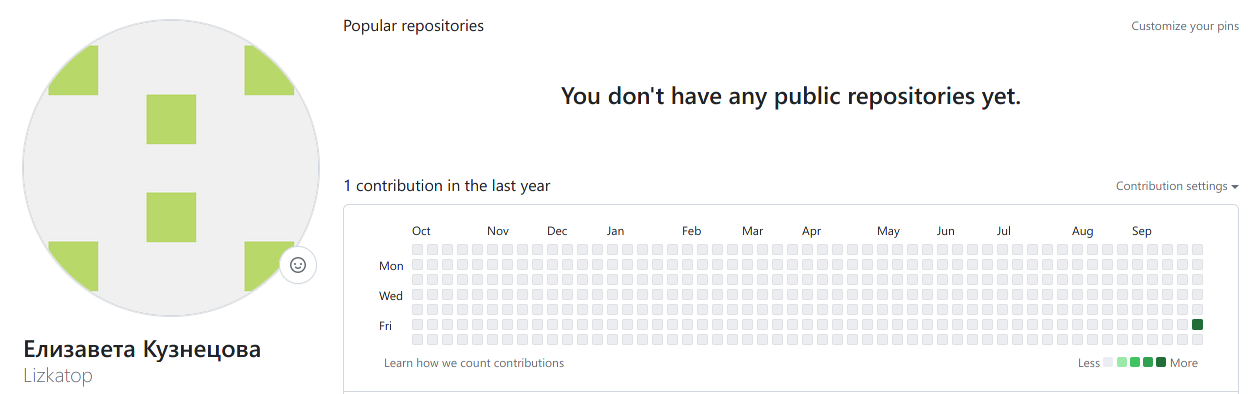 Popular repositories
Customize your pins
You don't have any public repositories yet.
1 contribution in the last year
Contribution settings
Oct Nov Dec Jan Feb Mar Apr May Jun Jul Aug Sep
Mon
Wed
Fri
Learn how we count contributions
Less More
Елизавета Кузнецова
Lizkatop